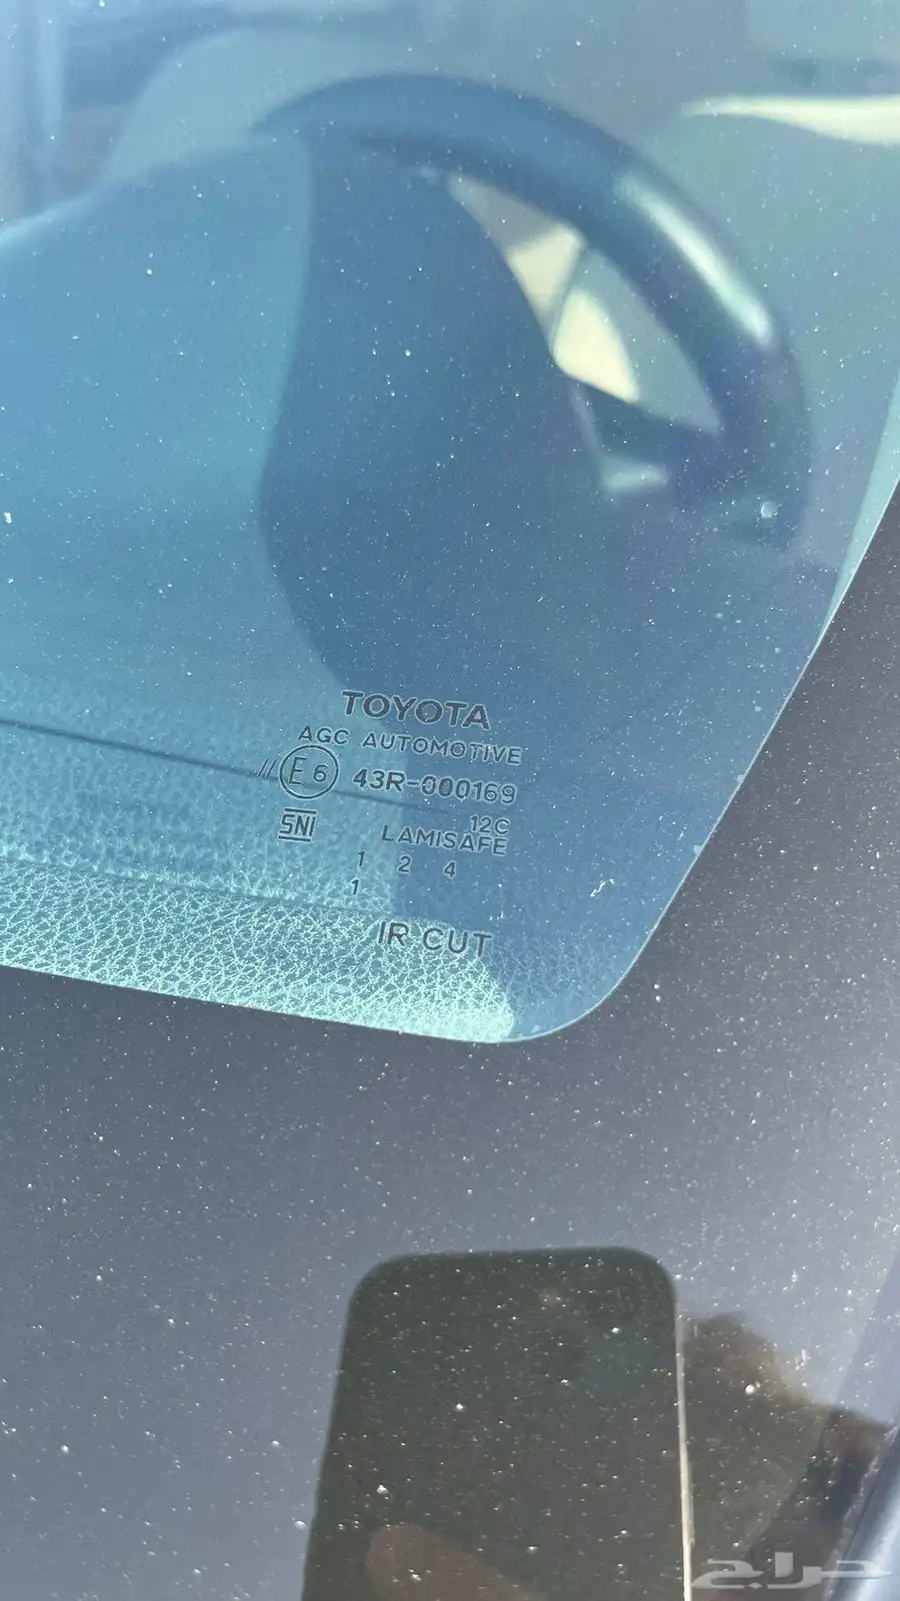 TOYOTA
AGC AUTOMOTIVE
// E6 43R-000169
12C
SNI LAMISAFE
1 2 4
1
IR CUT
حراج